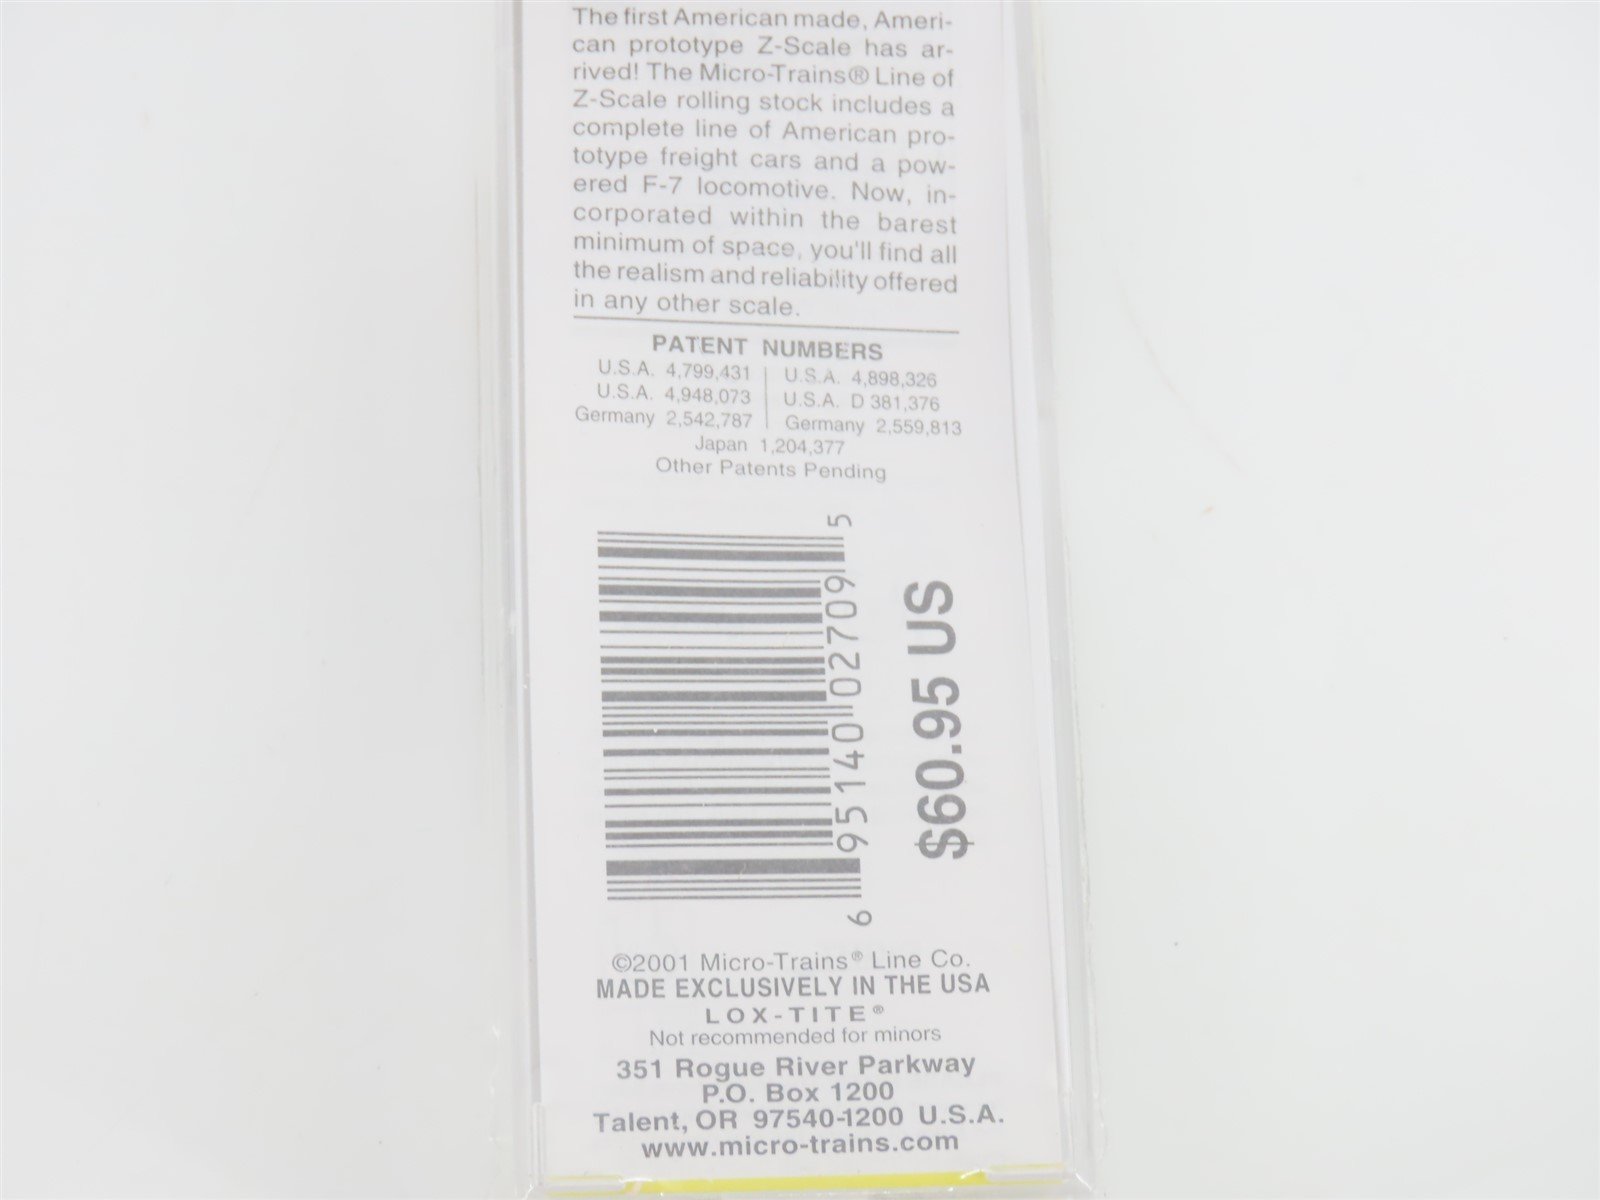 The first American made, Ameri-
can prototype Z-Scale has ar-
rived! The Micro-Trains® Line of
Z-Scale rolling stock includes a
complete line of American pro-
totype freight cars and a pow-
ered F-7 locomotive. Now, in-
corporated within the barest
minimum of space, you'll find all
the realism and reliability offered
in any other scale.
PATENT NUMBERS
U.S.A. 4,799,431 | U.S.A. 4,898,326
U.S.A. 4,948,073 | U.S.A. D 381,376
Germany 2,542,787 | Germany 2,559,813
Japan 1,204,377
Other Patents Pending
6 95140 02709 5
$60.95 US
©2001 Micro-Trains® Line Co.
MADE EXCLUSIVELY IN THE USA
LOX-TITE®
Not recommended for minors
351 Rogue River Parkway
P.O. Box 1200
Talent, OR 97540-1200 U.S.A.
www.micro-trains.com